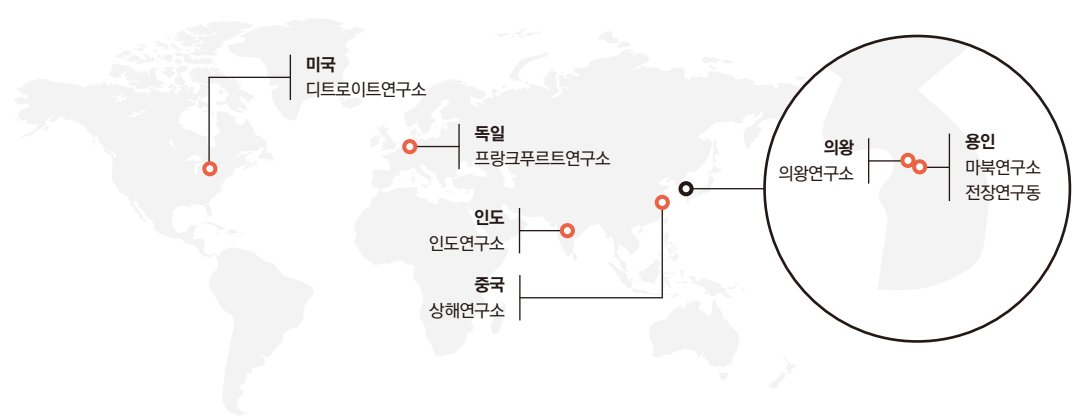 미국
디트로이트연구소
독일
프랑크푸르트연구소
인도
인도연구소
중국
상해연구소
의왕
의왕연구소
용인
마북연구소
전장연구동